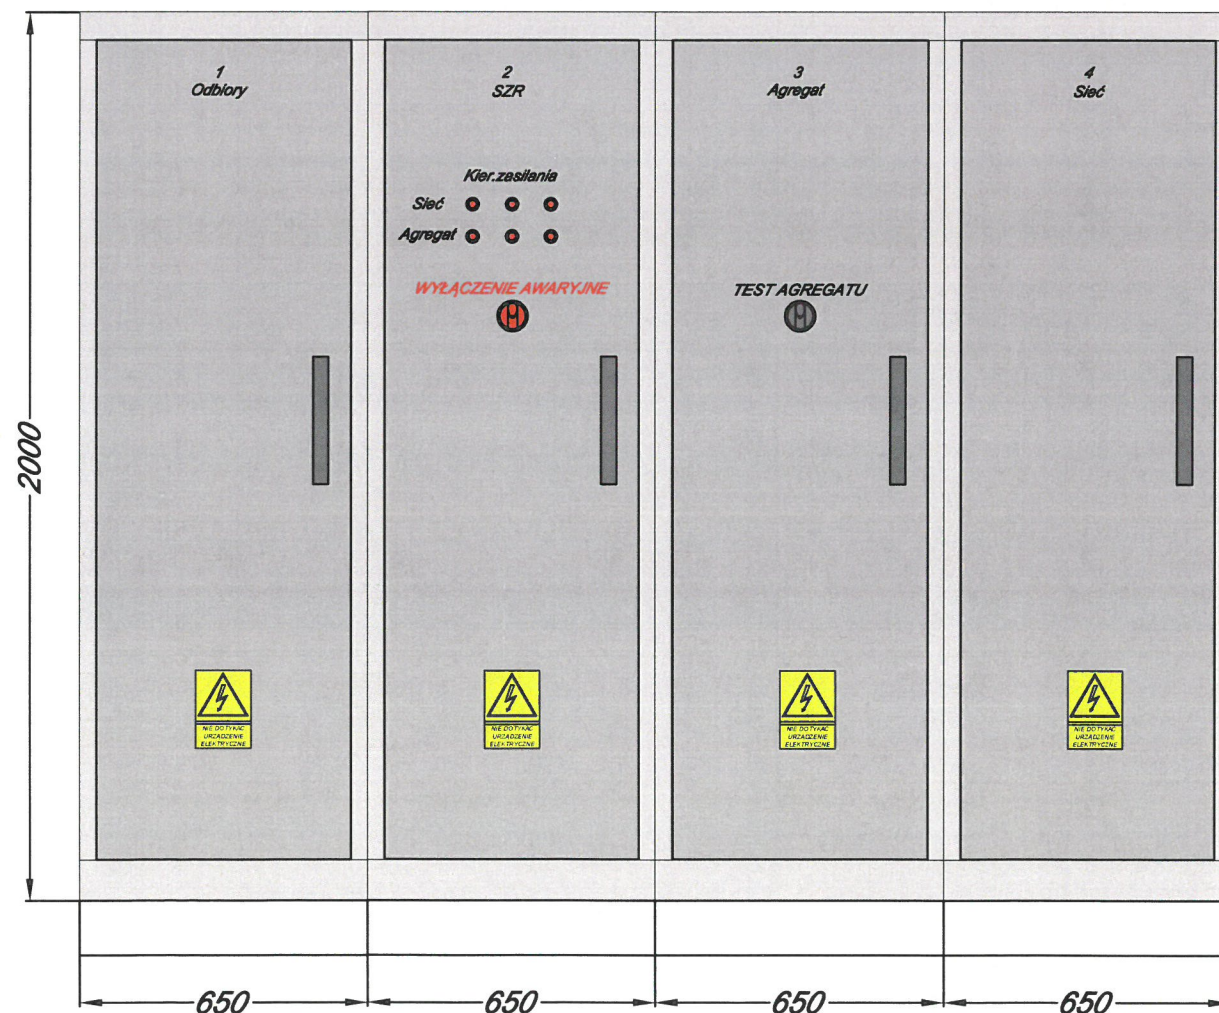 1
Odbiory
2
SZR
3
Agregat
4
Sieć
Kier.zasilania
Sieć
Agregat
WYŁĄCZENIE AWARYJNE
TEST AGREGATU
2000
NIE DOTYKAĆ
URZĄDZENIE
ELEKTRYCZNE
NIE DOTYKAĆ
URZĄDZENIE
ELEKTRYCZNE
NIE DOTYKAĆ
URZĄDZENIE
ELEKTRYCZNE
NIE DOTYKAĆ
URZĄDZENIE
ELEKTRYCZNE
650
650
650
650